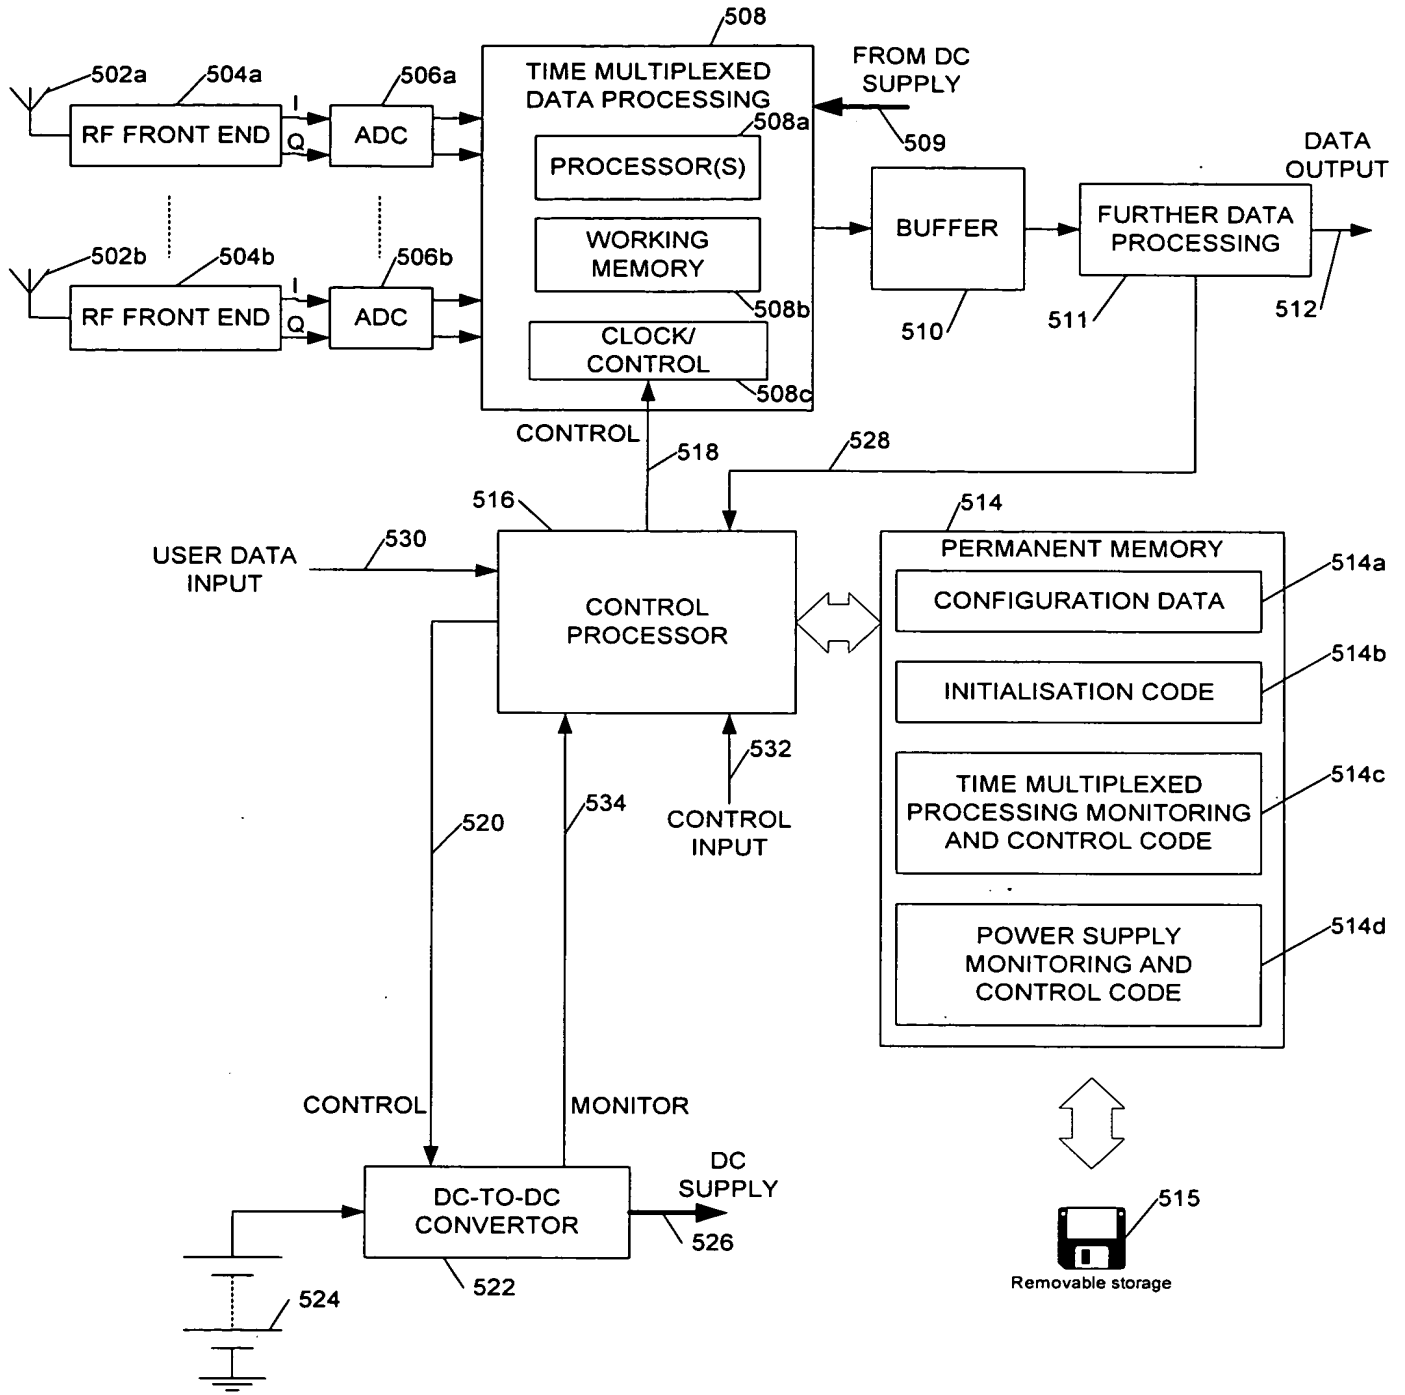 508
502a
504a
506a
TIME MULTIPLEXED
DATA PROCESSING
FROM DC
SUPPLY
509
RF FRONT END
I
Q
ADC
508a
PROCESSOR(S)
DATA
OUTPUT
502b
504b
506b
WORKING
MEMORY
508b
BUFFER
510
FURTHER DATA
PROCESSING
511
512
RF FRONT END
I
Q
ADC
CLOCK/
CONTROL
508c
CONTROL
518
528
516
514
USER DATA
INPUT
530
CONTROL
PROCESSOR
PERMANENT MEMORY
CONFIGURATION DATA
514a
INITIALISATION CODE
514b
532
CONTROL
INPUT
520
534
TIME MULTIPLEXED
PROCESSING MONITORING
AND CONTROL CODE
514c
POWER SUPPLY
MONITORING AND
CONTROL CODE
514d
CONTROL
MONITOR
DC-TO-DC
CONVERTOR
522
DC
SUPPLY
526
524
515
Removable storage